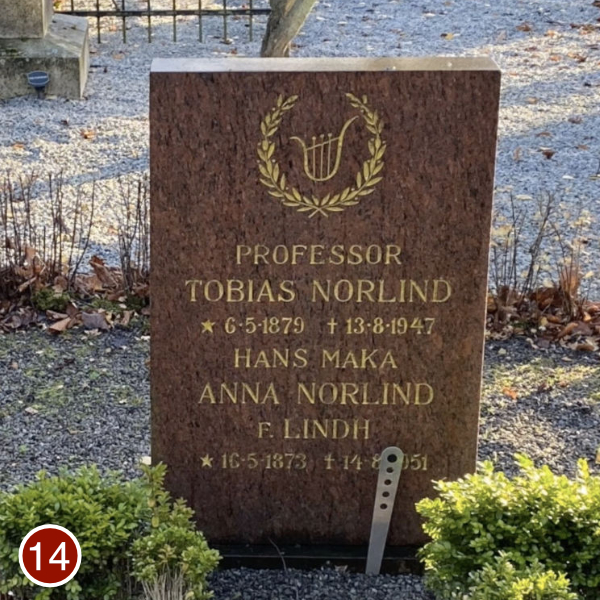 PROFESSOR
TOBIAS NORLIND
★ 6·5·1879 † 13·8·1947
HANS MAKA
ANNA NORLIND
F. LINDH
★ 16·5·1873 † 14·8 951
14